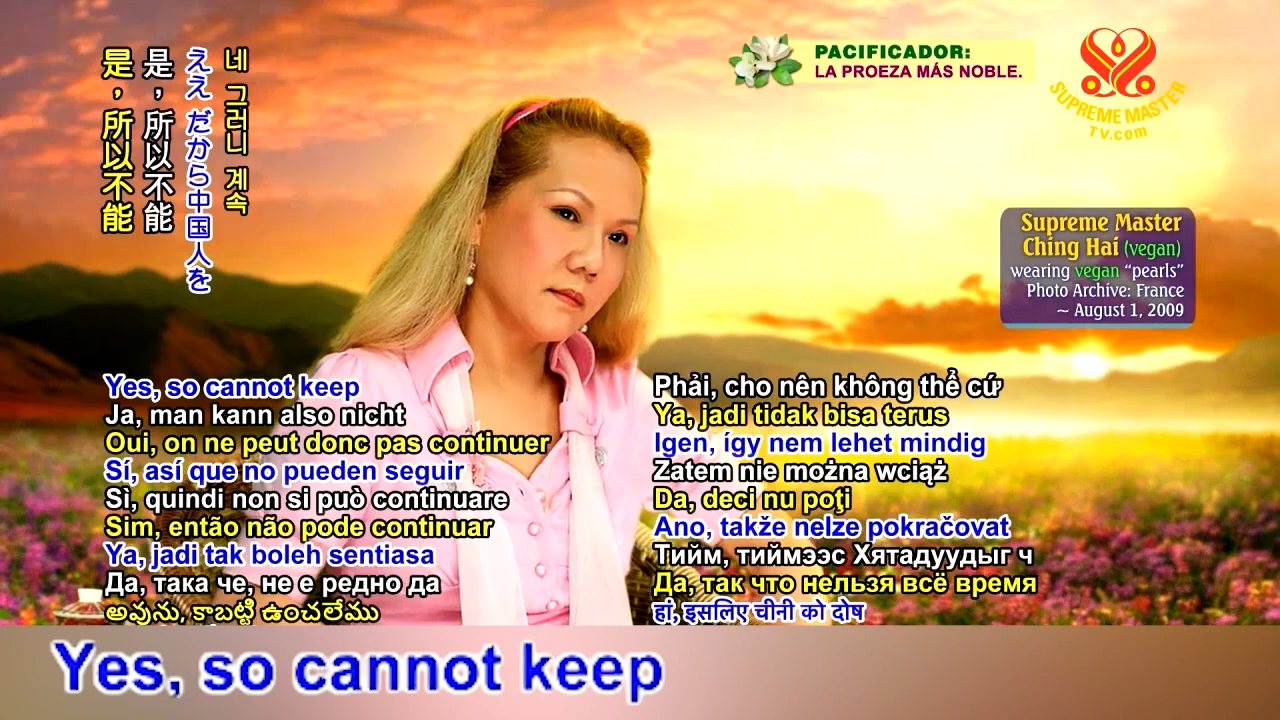 是，所以不能
是，所以不能
ええ だから中国人を
네 그러니 계속
PACIFICADOR:
LA PROEZA MÁS NOBLE.
SUPREME MASTER
TV.com
Supreme Master
Ching Hai (vegan)
wearing vegan “pearls”
Photo Archive: France
~ August 1, 2009
Yes, so cannot keep
Ja, man kann also nicht
Oui, on ne peut donc pas continuer
Sí, así que no pueden seguir
Sì, quindi non si può continuare
Sim, então não pode continuar
Ya, jadi tak boleh sentiasa
Да, така че, не е редно да
అవును, కాబట్టి ఉంచలేము
Phải, cho nên không thể cứ
Ya, jadi tidak bisa terus
Igen, így nem lehet mindig
Zatem nie można wciąż
Da, deci nu poţi
Ano, takže nelze pokračovat
Тийм, тиймээс Хятадуудыг ч
Да, так что нельзя всё время
हां, इसलिए चीनी को दोष
Yes, so cannot keep